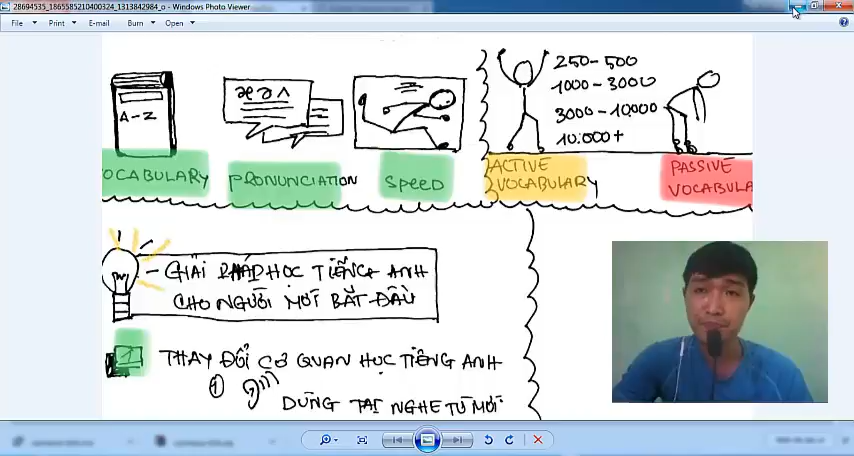 28694535_1865585210400324_1313842984_o - Windows Photo Viewer
File Print E-mail Burn Open
A-Z
æəʌ
250-500
1000-3000
3000-10.000
10.000+
OCABULARY
PRONUNCIATION
SPEED
ACTIVE
VOCABULARY
PASSIVE
VOCABULA
- GIẢI PHÁP HỌC TIẾNG ANH
CHO NGƯỜI MỚI BẮT ĐẦU
1
THAY ĐỔI CƠ QUAN HỌC TIẾNG ANH
①
DÙNG TAI NGHE TỪ MỚI